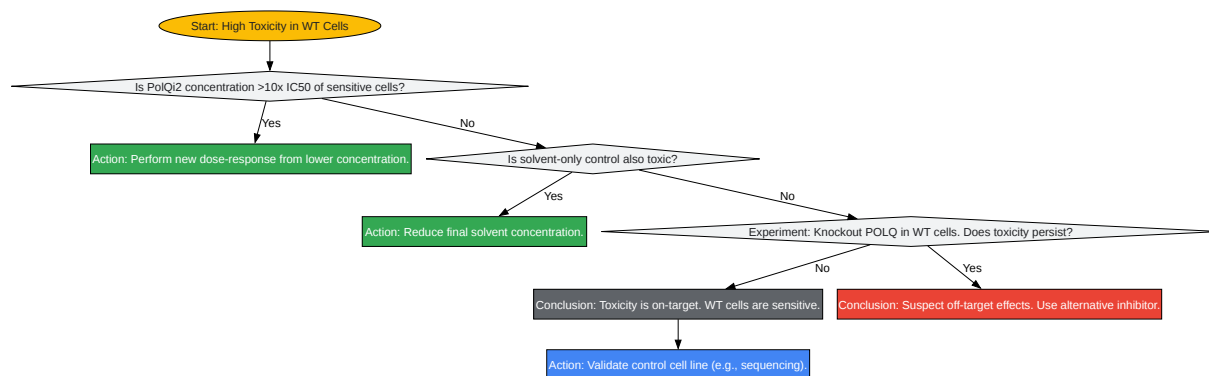 Start: High Toxicity in WT Cells
Is PolQi2 concentration >10x IC50 of sensitive cells?
Yes
No
Action: Perform new dose-response from lower concentration.
Is solvent-only control also toxic?
Yes
No
Action: Reduce final solvent concentration.
Experiment: Knockout POLQ in WT cells. Does toxicity persist?
No
Yes
Conclusion: Toxicity is on-target. WT cells are sensitive.
Conclusion: Suspect off-target effects. Use alternative inhibitor.
Action: Validate control cell line (e.g., sequencing).